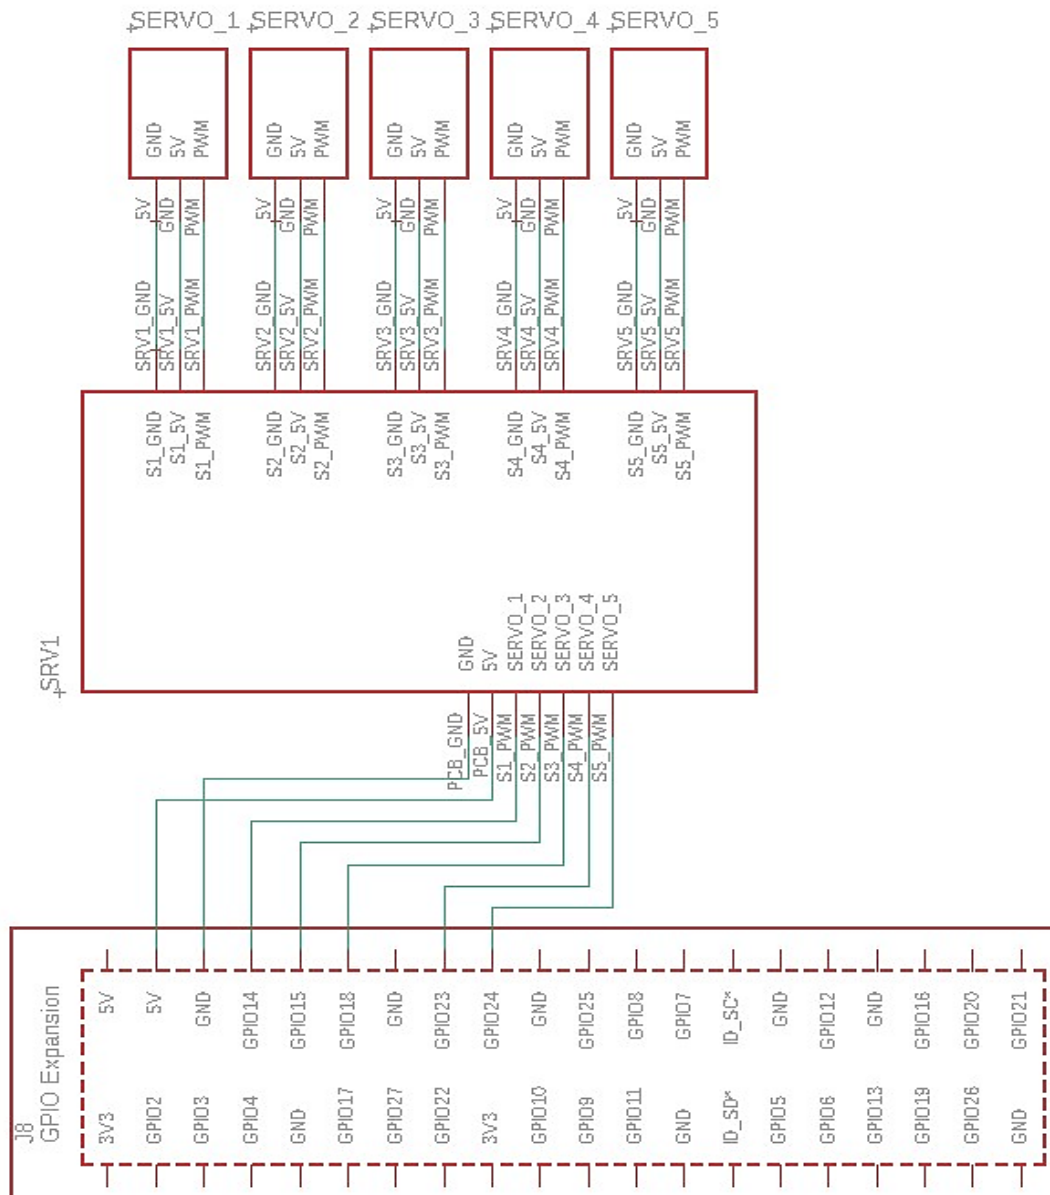 SERVO_1 SERVO_2 SERVO_3 SERVO_4 SERVO_5
GND 5V PWM GND 5V PWM GND 5V PWM GND 5V PWM GND 5V PWM
5V GND PWM 5V GND PWM 5V GND PWM 5V GND PWM 5V GND PWM
SRV1_GND SRV1_5V SRV1_PWM SRV2_GND SRV2_5V SRV2_PWM SRV3_GND SRV3_5V SRV3_PWM SRV4_GND SRV4_5V SRV4_PWM SRV5_GND SRV5_5V SRV5_PWM
S1_GND S1_5V S1_PWM S2_GND S2_5V S2_PWM S3_GND S3_5V S3_PWM S4_GND S4_5V S4_PWM S5_GND S5_5V S5_PWM
SRV1
GND 5V SERVO_1 SERVO_2 SERVO_3 SERVO_4 SERVO_5
PCB_GND PCB_5V S1_PWM S2_PWM S3_PWM S4_PWM S5_PWM
J8
GPIO Expansion
5V 5V GND GPIO14 GPIO15 GPIO18 GND GPIO23 GPIO24 GND GPIO25 GPIO8 GPIO7 ID_SC* GND GPIO12 GND GPIO16 GPIO20 GPIO21
3V3 GPIO2 GPIO3 GPIO4 GND GPIO17 GPIO27 GPIO22 3V3 GPIO10 GPIO9 GPIO11 GND ID_SD* GPIO5 GPIO6 GPIO13 GPIO19 GPIO26 GND